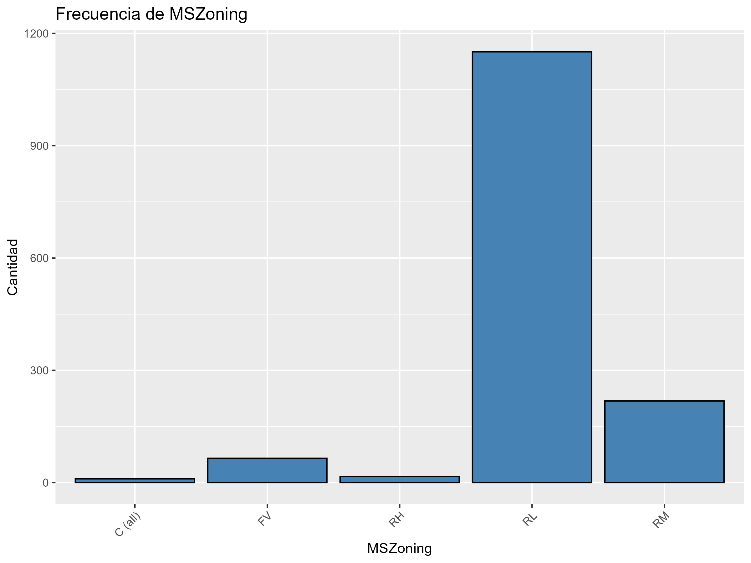 Frecuencia de MSZoning
1200
900
600
300
0
Cantidad
C (all)
FV
RH
RL
RM
MSZoning